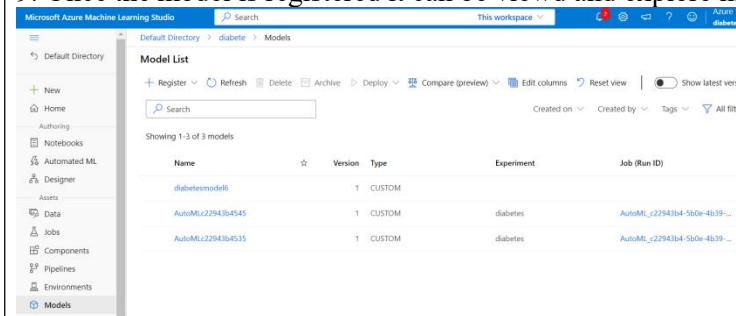 Microsoft Azure Machine Learning Studio
Search
This workspace
2
Azure
diabete
Default Directory
Default Directory > diabete > Models
Model List
New
Home
Authoring
Notebooks
Automated ML
Designer
Assets
Data
Jobs
Components
Pipelines
Environments
Models
Register Refresh Delete Archive Deploy Compare (preview) Edit columns Reset view Show latest vers
Search
Created on Created by Tags All filt
Showing 1-3 of 3 models
Name Version Type Experiment Job (Run ID)
diabetesmodel6 1 CUSTOM
AutoMLc22943b4545 1 CUSTOM diabetes AutoML_c22943b4-5b0e-4b39-...
AutoMLc22943b4535 1 CUSTOM diabetes AutoML_c22943b4-5b0e-4b39-...